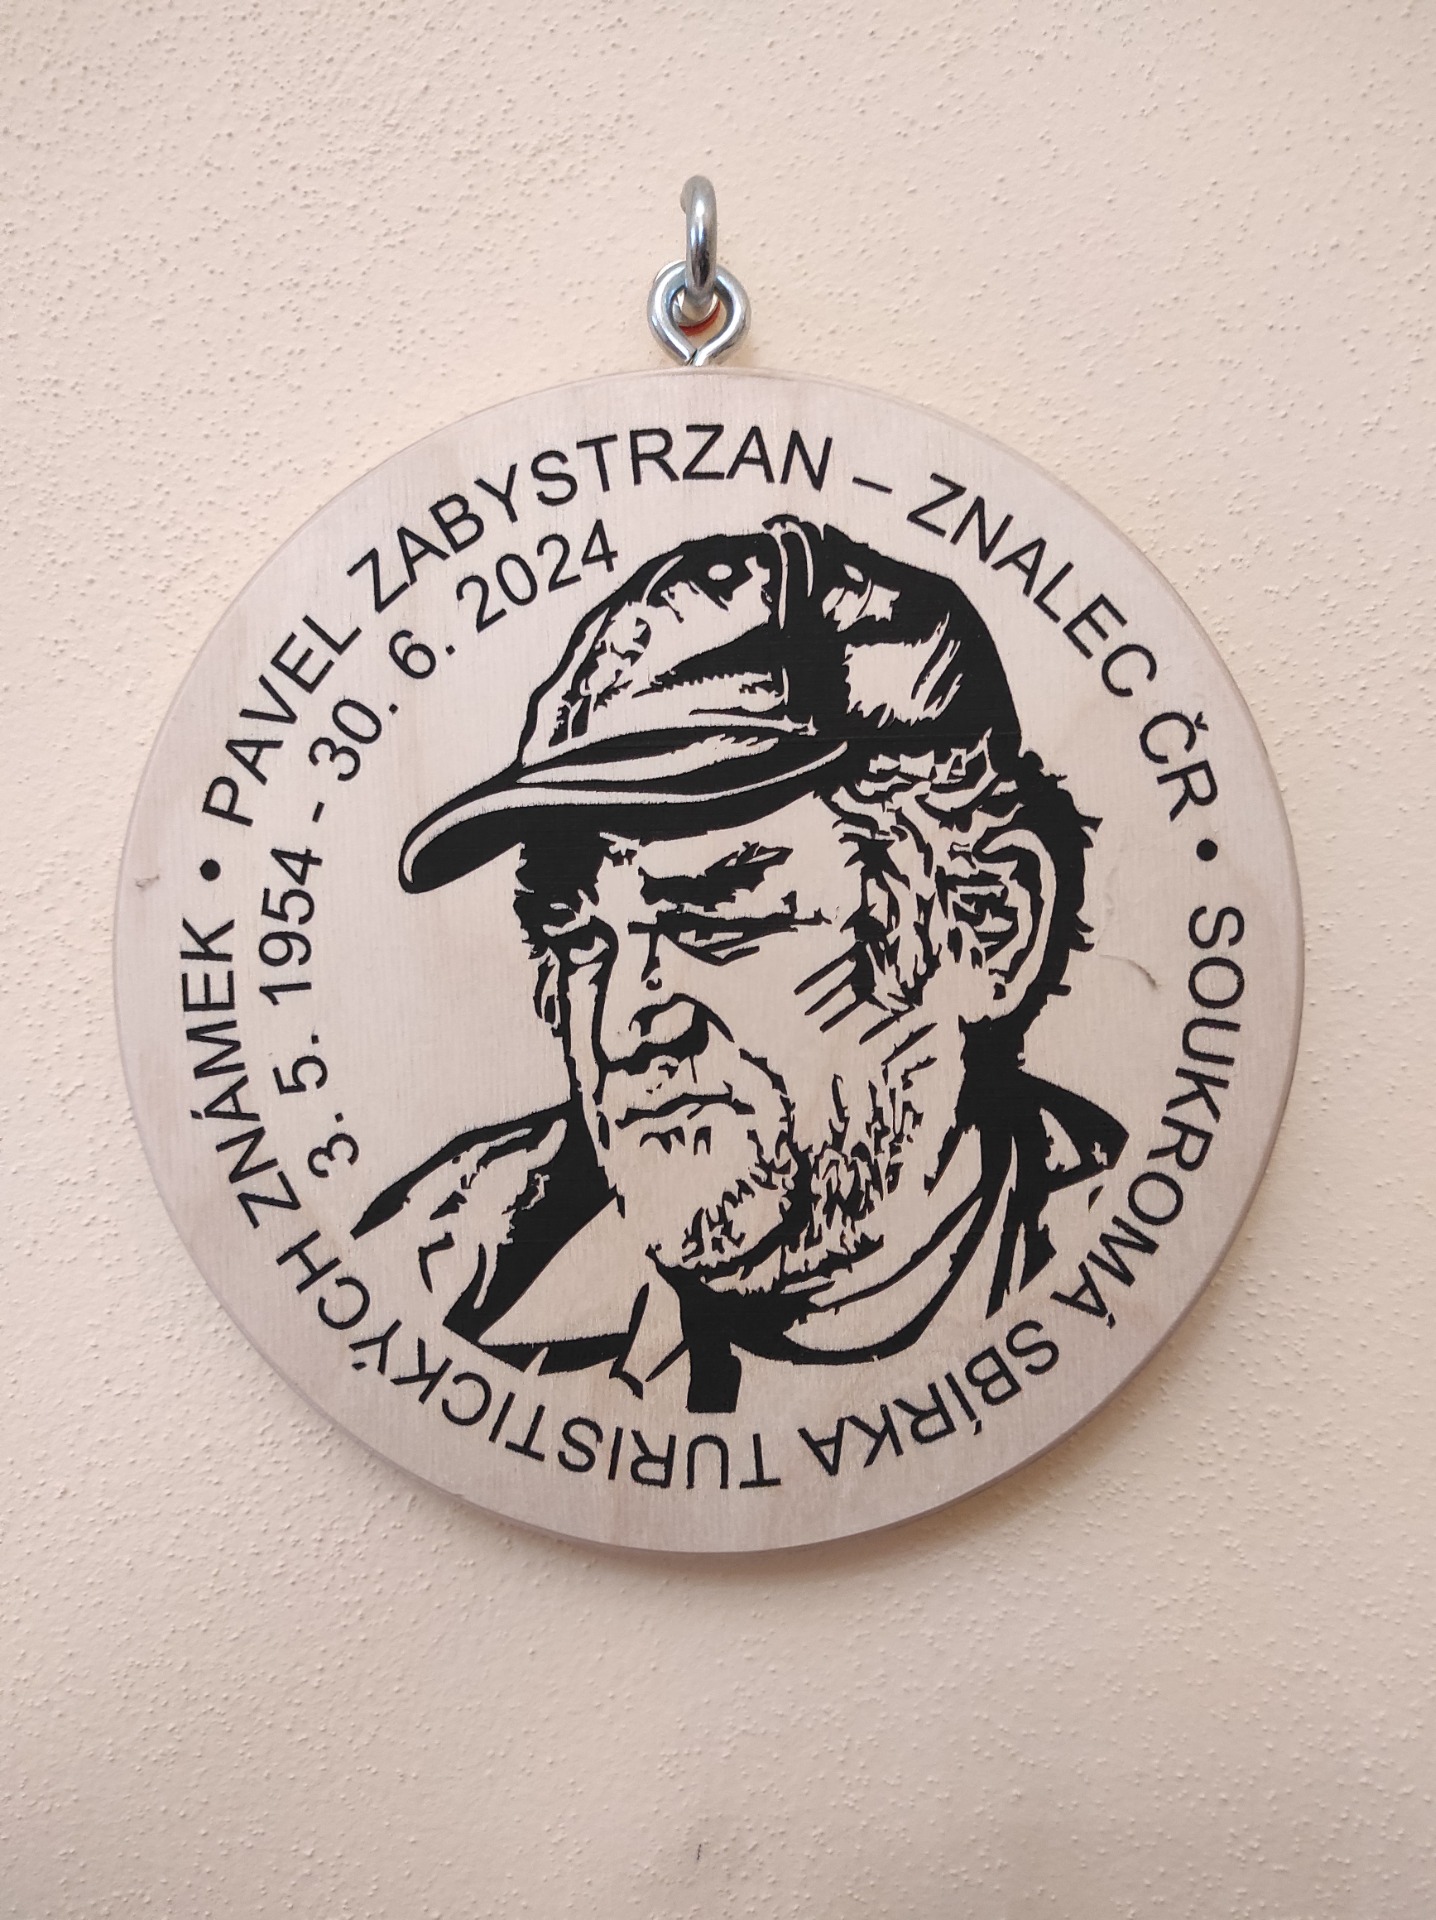 PAVEL ZABYSTRZAN – ZNALEC ČR • SOUKROMÁ SBÍRKA TURISTICKÝCH ZNÁMEK •
3. 5. 1954 - 30. 6. 2024